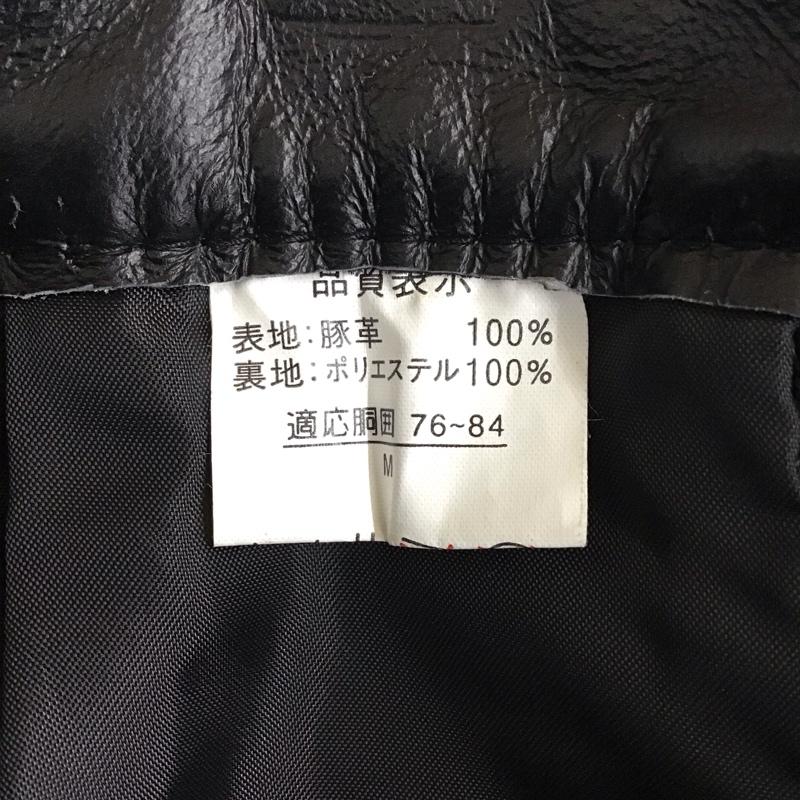 品質表示
表地：豚革 100%
裏地：ポリエステル100%
適応胴囲 76~84
M